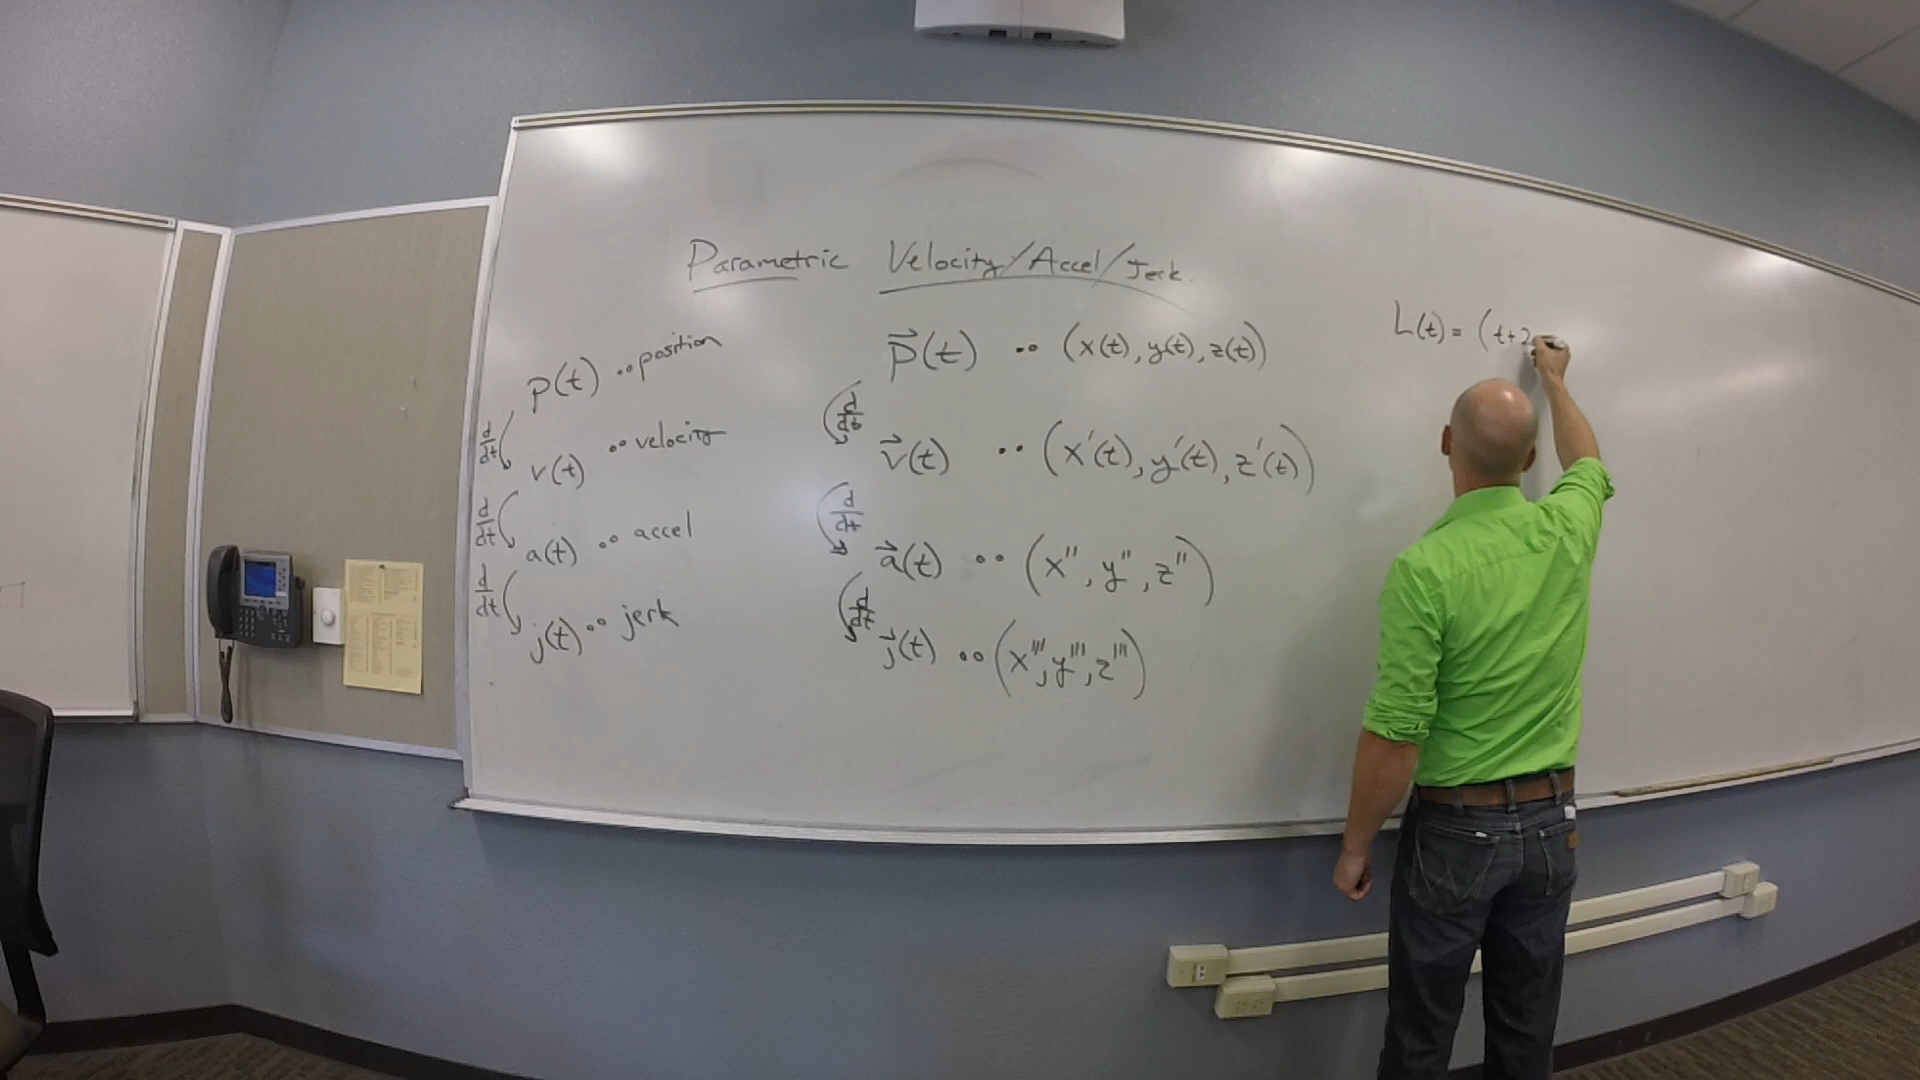 Parametric Velocity/Accel/Jerk.
p(t) •• position
d/dt
v(t) •• velocity
d/dt
a(t) •• accel
d/dt
j(t) •• jerk
p⃗(t) •• (x(t), y(t), z(t))
d/dt
v⃗(t) •• (x'(t), y'(t), z'(t))
d/dt
a⃗(t) •• (x'', y'', z'')
d/dt
j⃗(t) •• (x''', y''', z''')
L(t) = (t+2